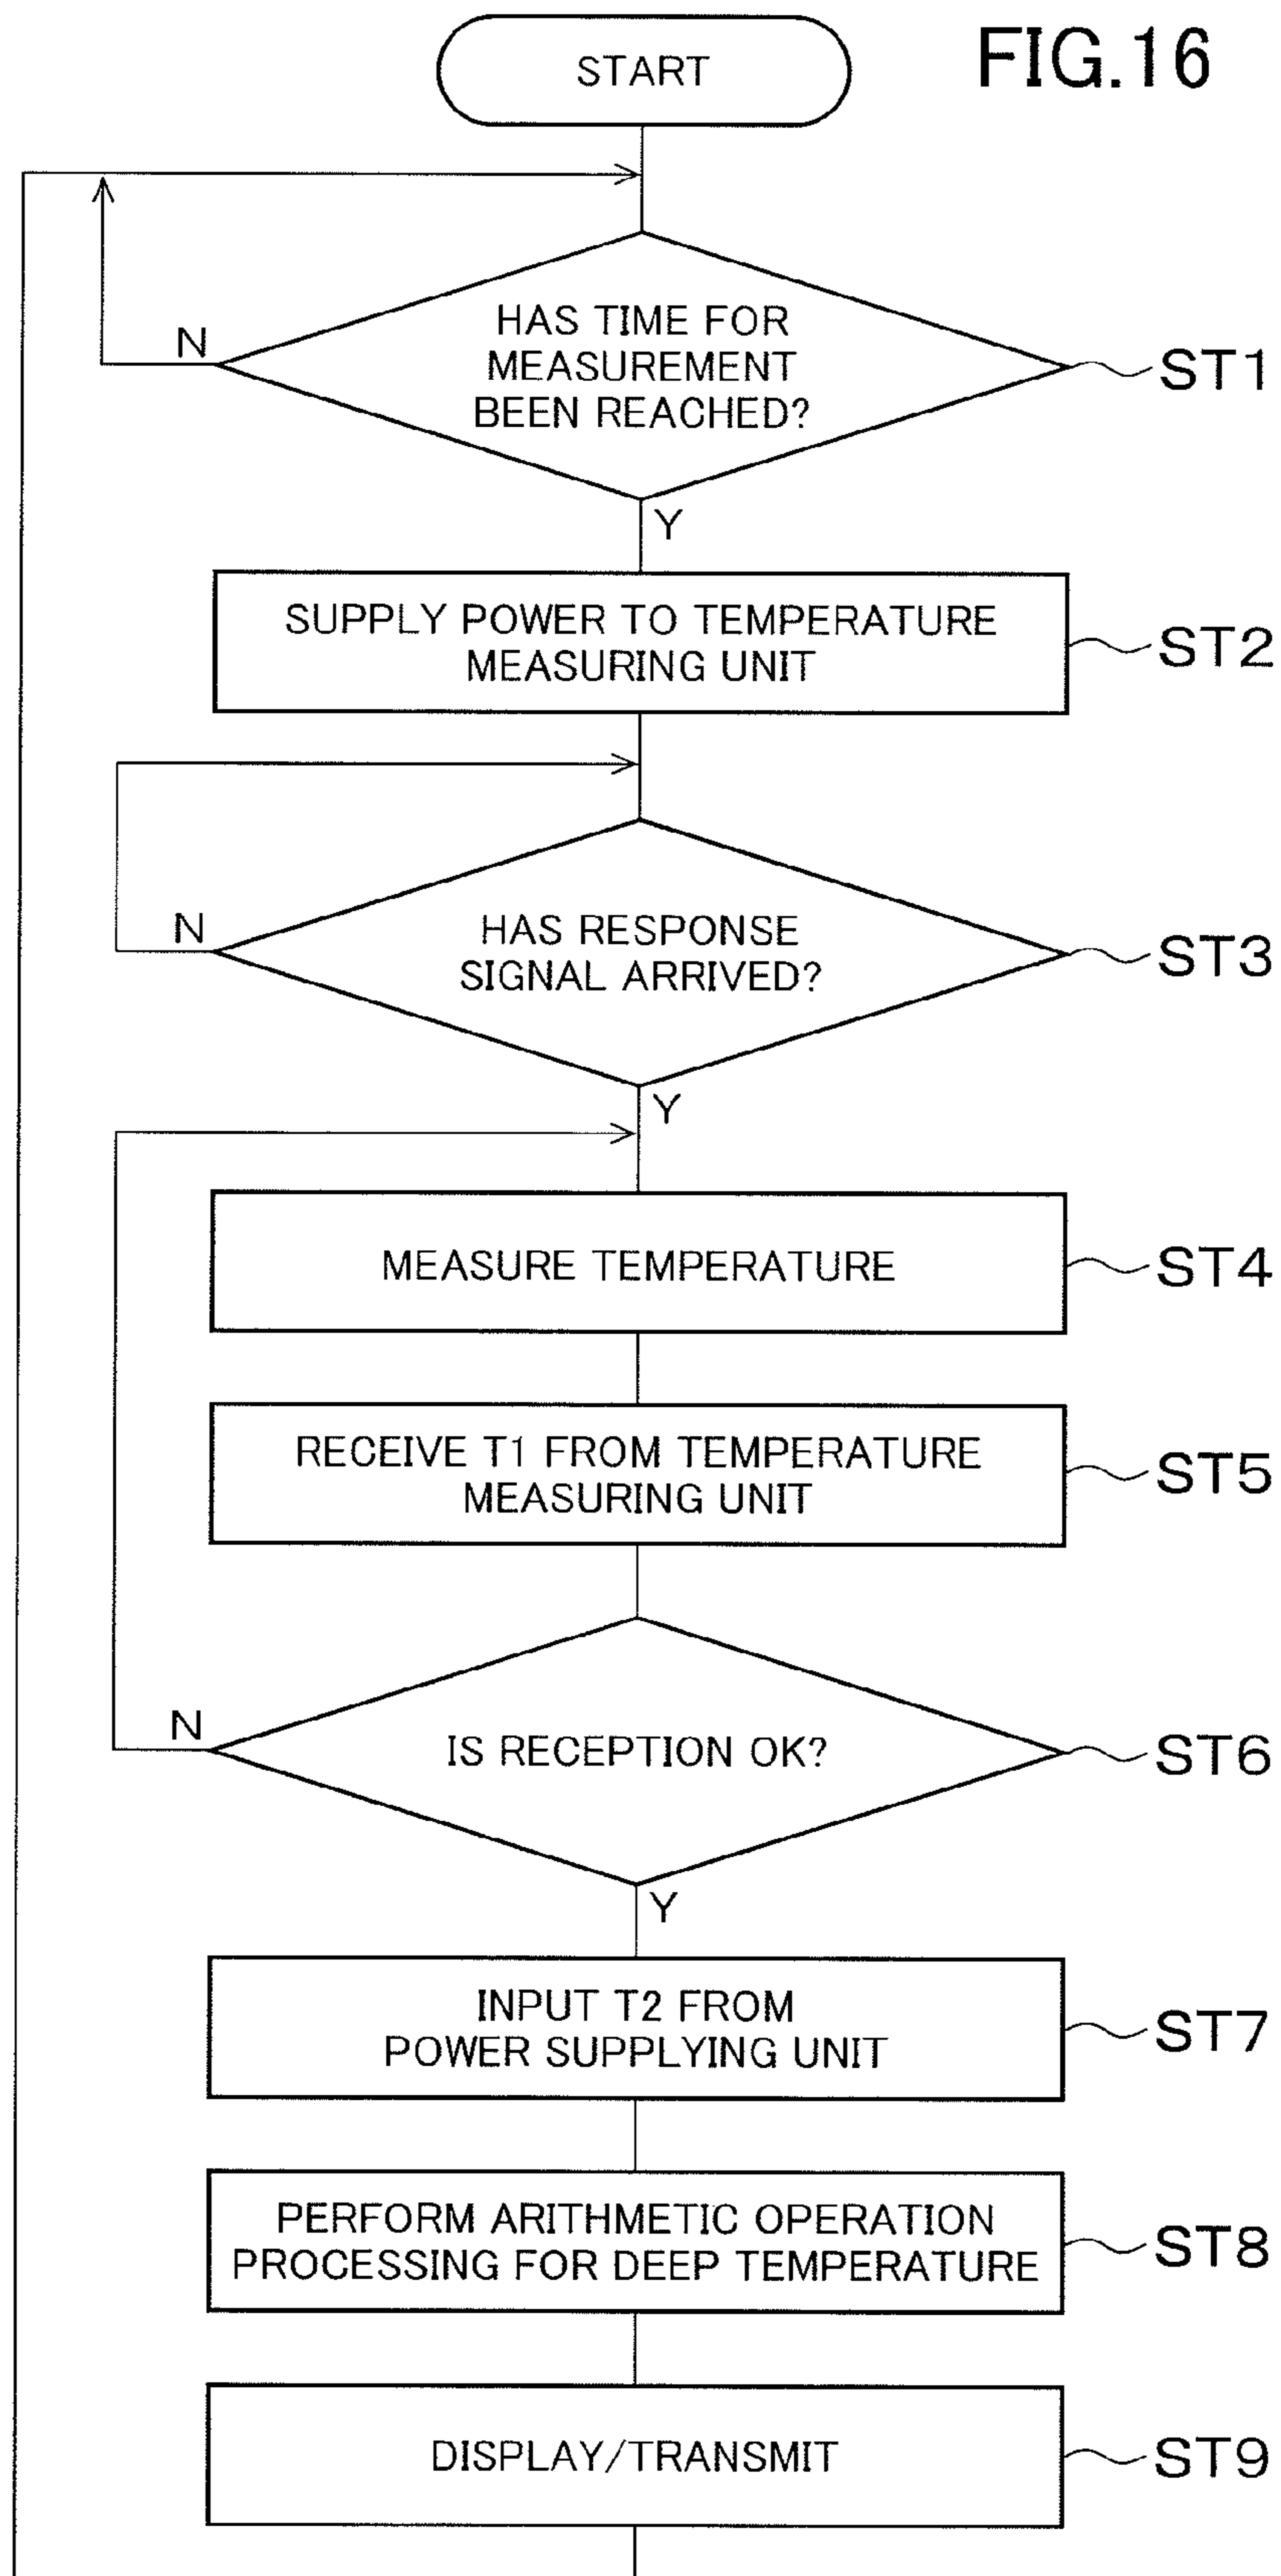 FIG.16
START
HAS TIME FOR
MEASUREMENT
BEEN REACHED?
N
ST1
Y
SUPPLY POWER TO TEMPERATURE
MEASURING UNIT
ST2
N
HAS RESPONSE
SIGNAL ARRIVED?
ST3
Y
MEASURE TEMPERATURE
ST4
RECEIVE T1 FROM TEMPERATURE
MEASURING UNIT
ST5
N
IS RECEPTION OK?
ST6
Y
INPUT T2 FROM
POWER SUPPLYING UNIT
ST7
PERFORM ARITHMETIC OPERATION
PROCESSING FOR DEEP TEMPERATURE
ST8
DISPLAY/TRANSMIT
ST9